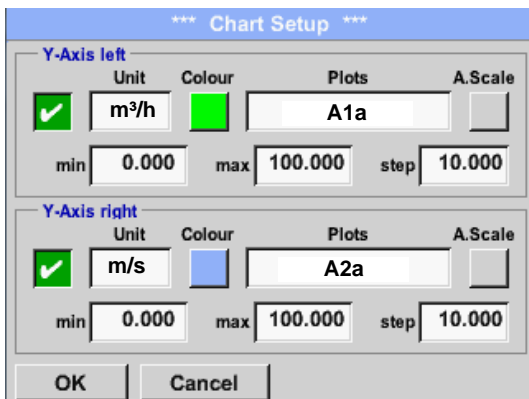 *** Chart Setup ***
Y-Axis left
Unit Colour Plots A.Scale
m³/h A1a
min 0.000 max 100.000 step 10.000
Y-Axis right
Unit Colour Plots A.Scale
m/s A2a
min 0.000 max 100.000 step 10.000
OK Cancel